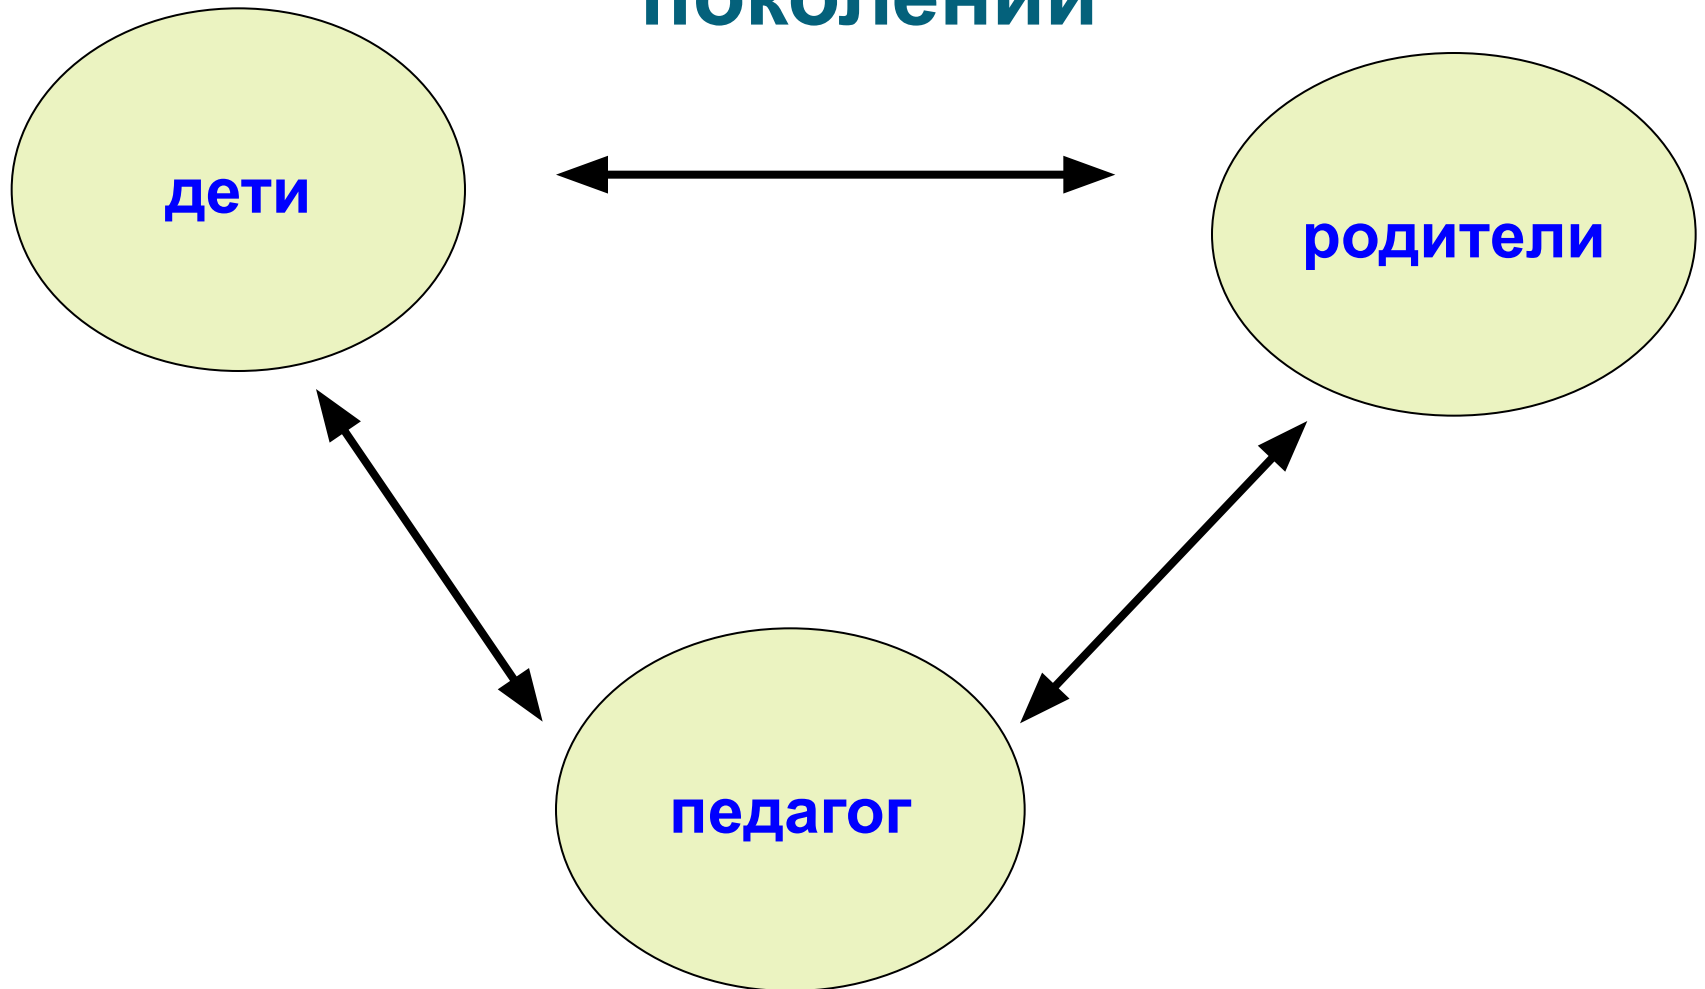 поколений
дети
родители
педагог